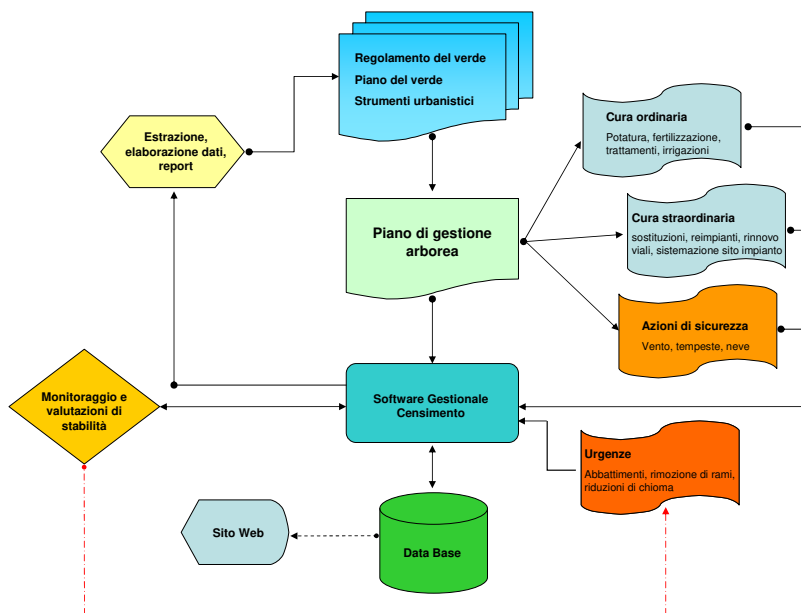 Regolamento del verde
Piano del verde
Strumenti urbanistici
Estrazione,
elaborazione dati,
report
Cura ordinaria
Potatura, fertilizzazione,
trattamenti, irrigazioni
Piano di gestione
arborea
Cura straordinaria
sostituzioni, reimpianti, rinnovo
viali, sistemazione sito impianto
Azioni di sicurezza
Vento, tempeste, neve
Monitoraggio e
valutazioni di
stabilità
Software Gestionale
Censimento
Urgenze
Abbattimenti, rimozione di rami,
riduzioni di chioma
Sito Web
Data Base